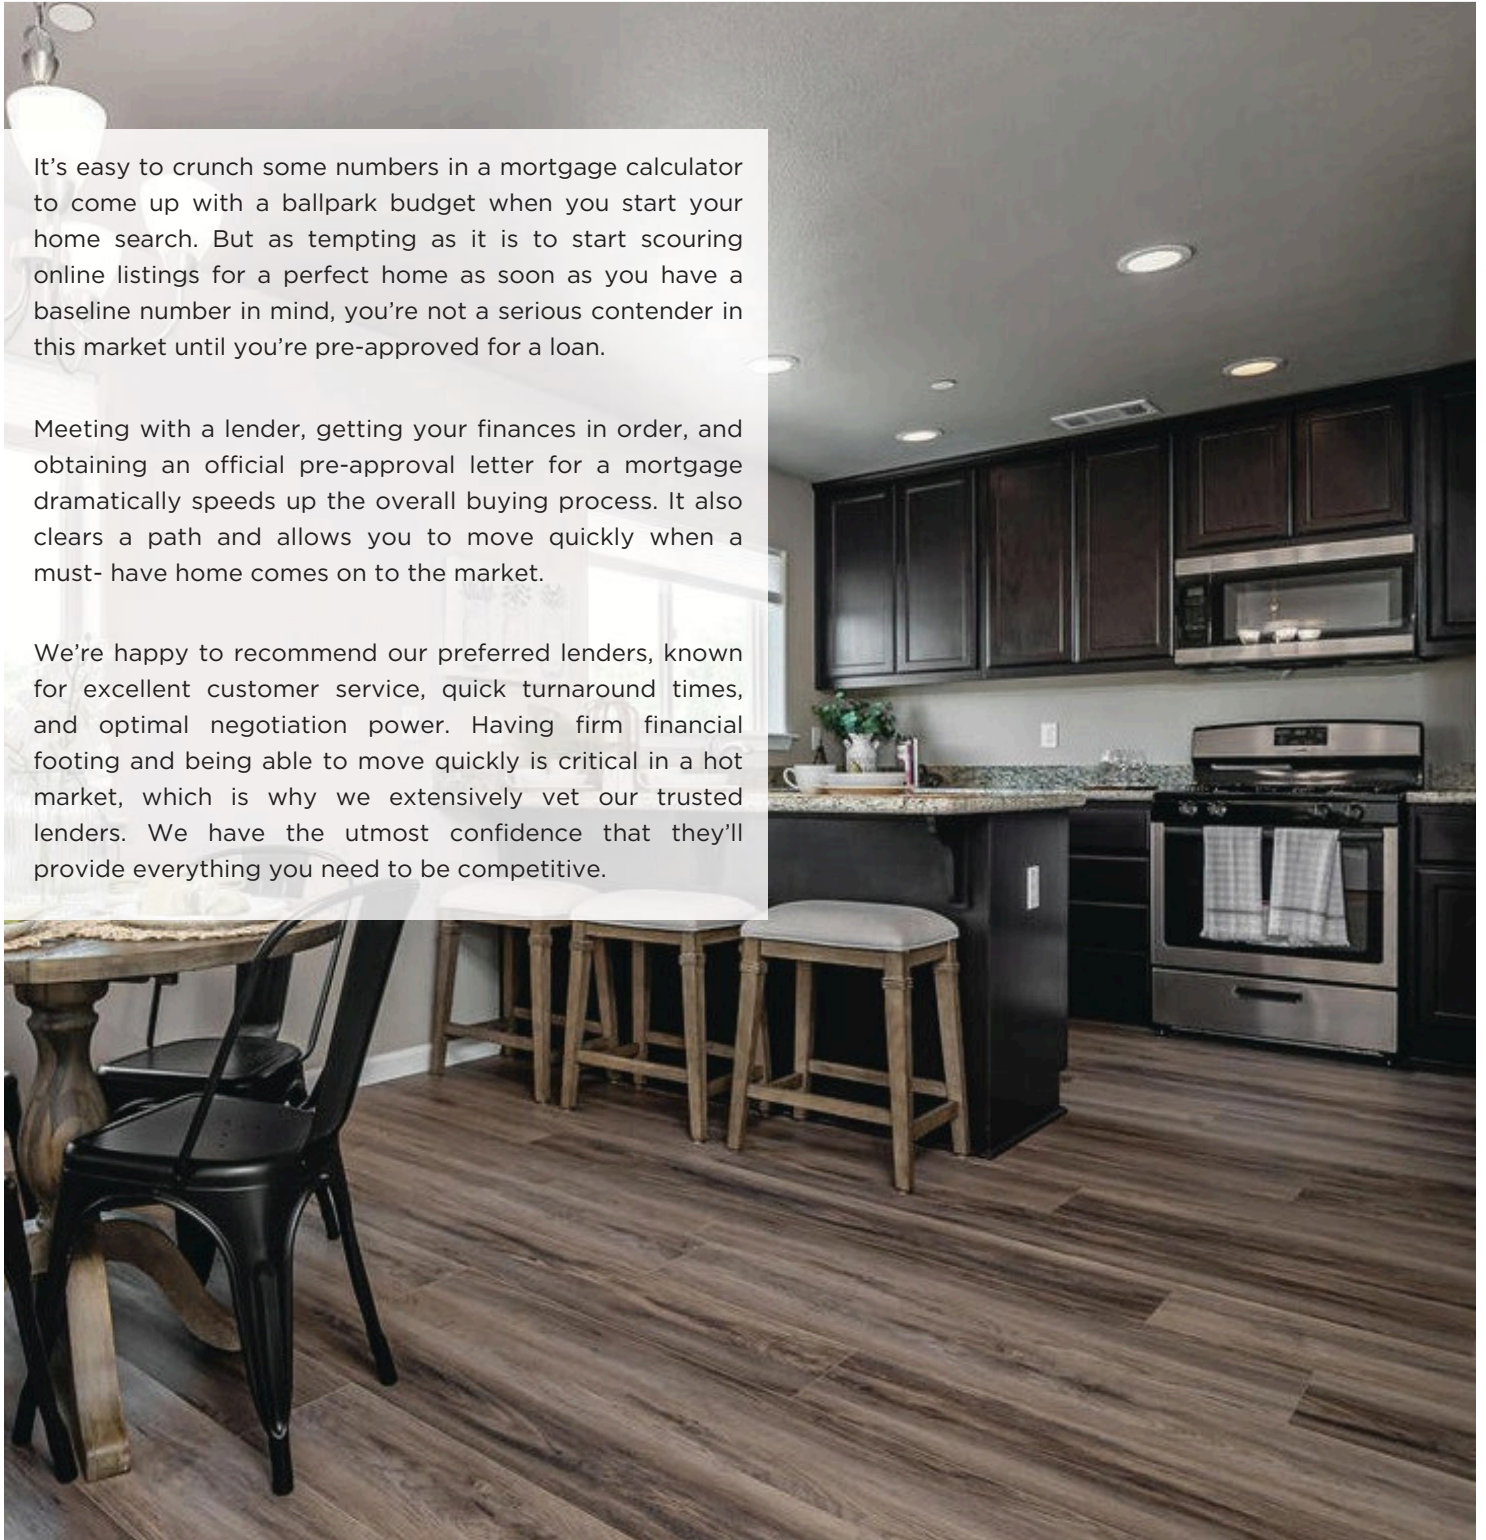 It’s easy to crunch some numbers in a mortgage calculator
to come up with a ballpark budget when you start your
home search. But as tempting as it is to start scouring
online listings for a perfect home as soon as you have a
baseline number in mind, you’re not a serious contender in
this market until you’re pre-approved for a loan.
Meeting with a lender, getting your finances in order, and
obtaining an official pre-approval letter for a mortgage
dramatically speeds up the overall buying process. It also
clears a path and allows you to move quickly when a
must- have home comes on to the market.
We’re happy to recommend our preferred lenders, known
for excellent customer service, quick turnaround times,
and optimal negotiation power. Having firm financial
footing and being able to move quickly is critical in a hot
market, which is why we extensively vet our trusted
lenders. We have the utmost confidence that they’ll
provide everything you need to be competitive.